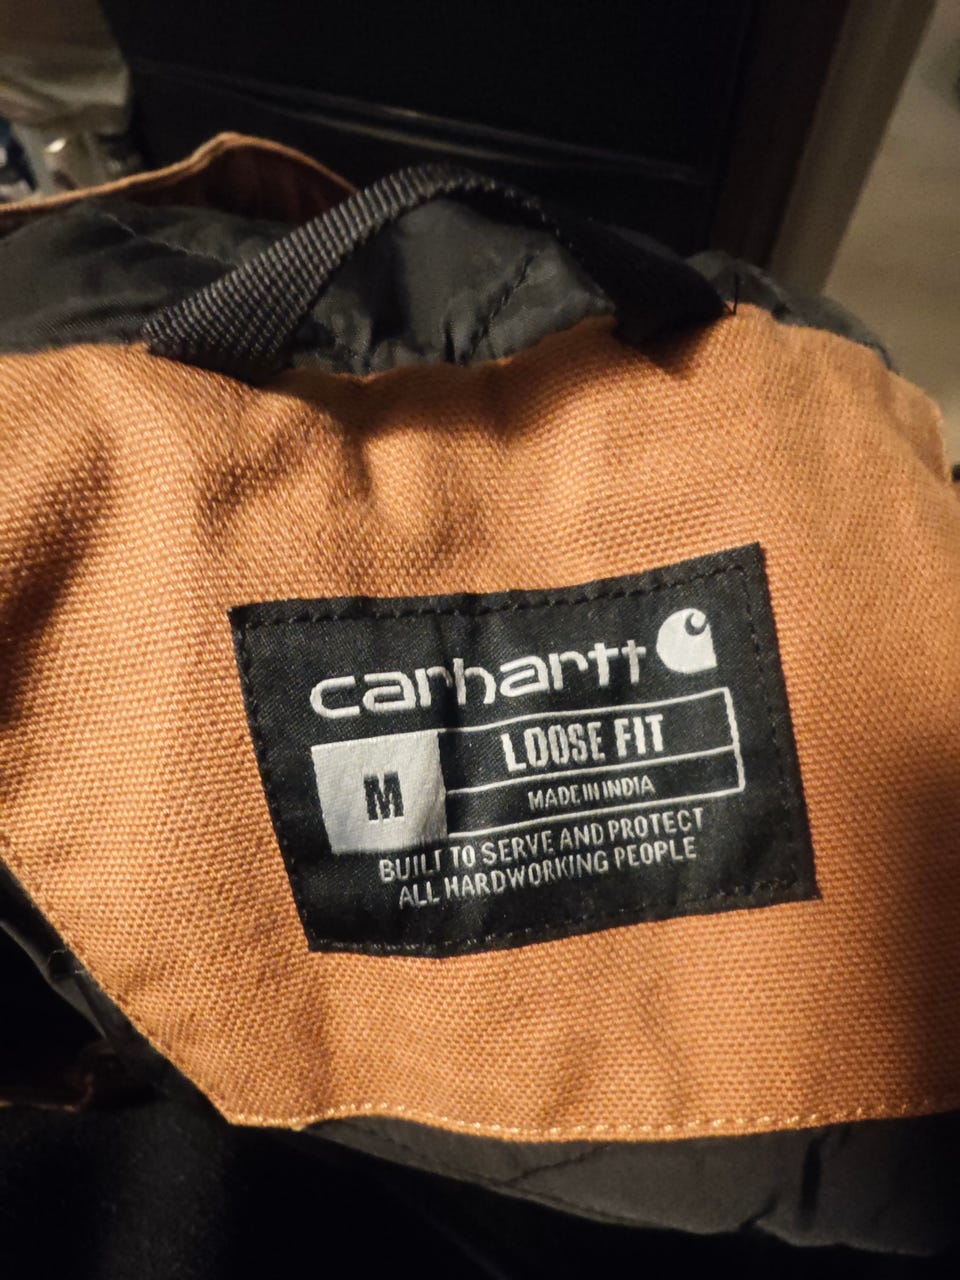 carhartt
M
LOOSE FIT
MADE IN INDIA
BUILT TO SERVE AND PROTECT
ALL HARDWORKING PEOPLE